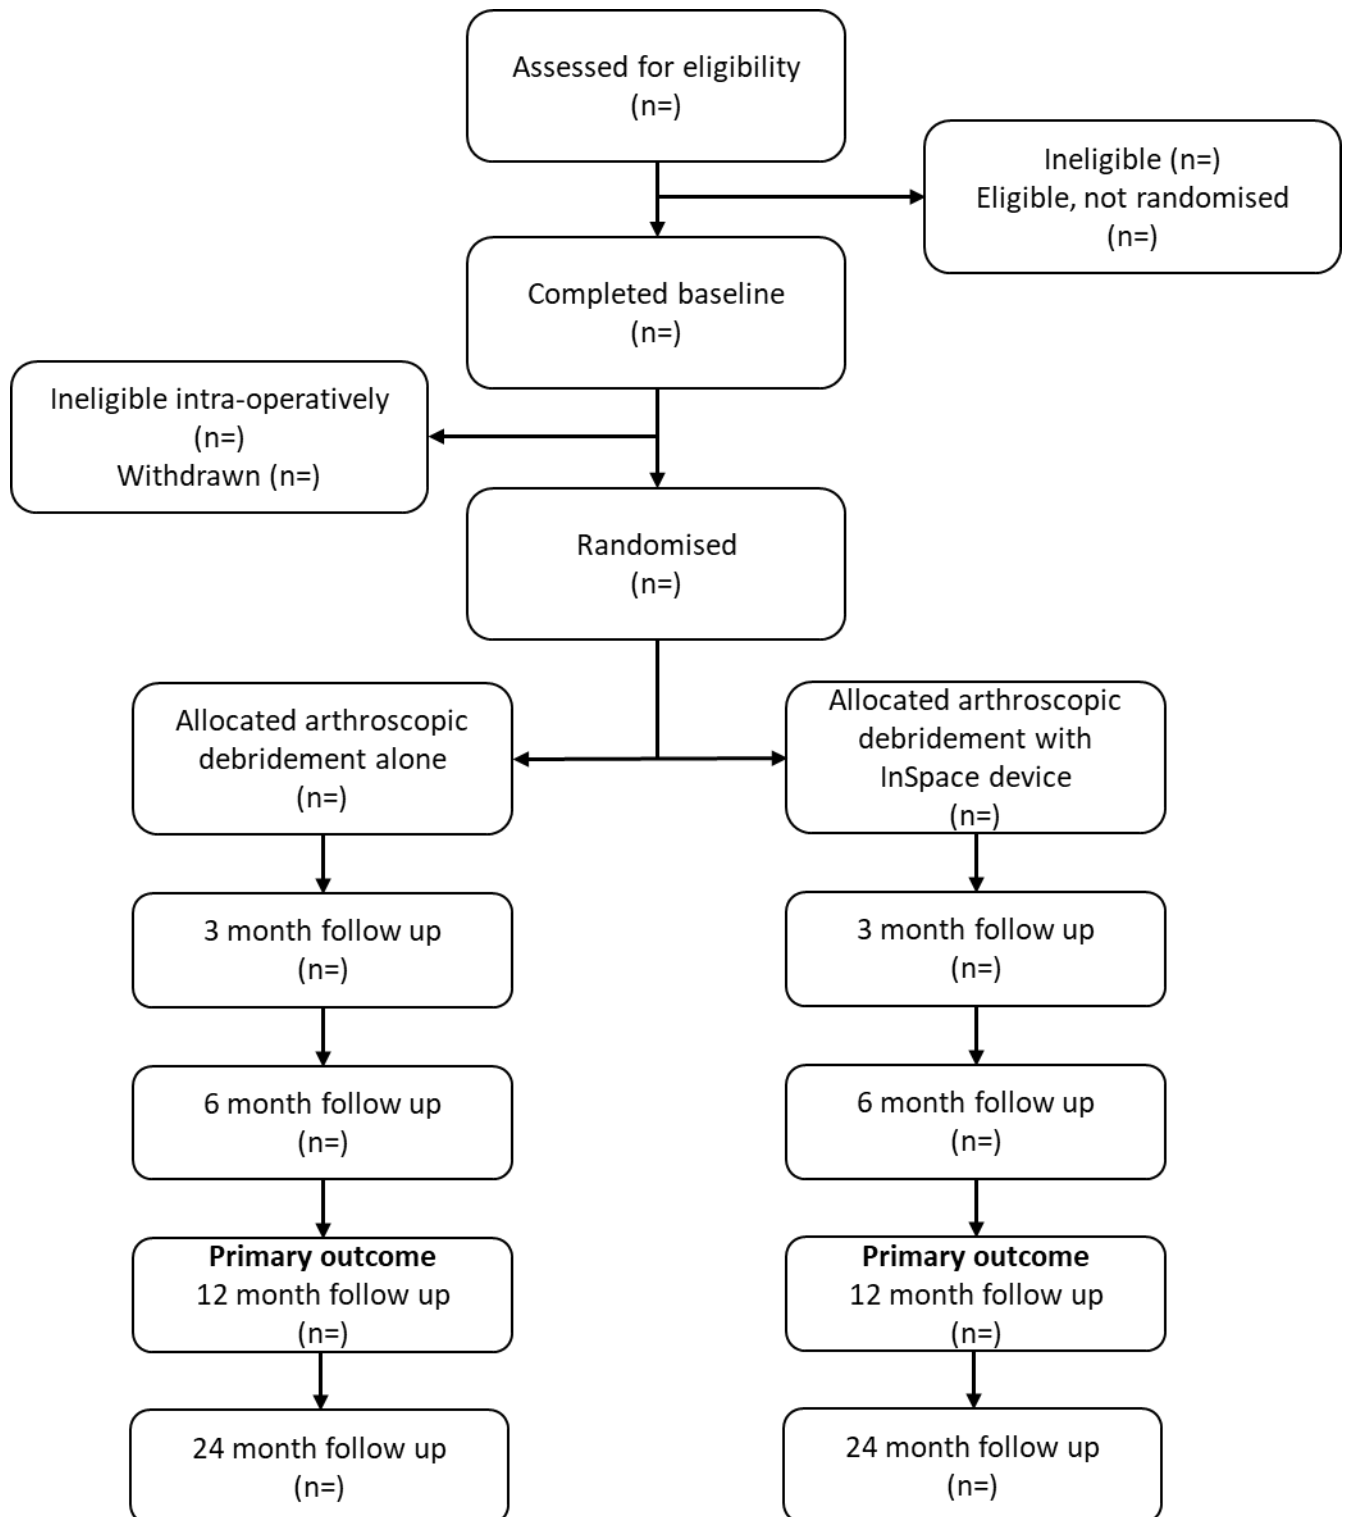 Assessed for eligibility
(n=)
Ineligible (n=)
Eligible, not randomised
(n=)
Completed baseline
(n=)
Ineligible intra-operatively
(n=)
Withdrawn (n=)
Randomised
(n=)
Allocated arthroscopic
debridement alone
(n=)
Allocated arthroscopic
debridement with
InSpace device
(n=)
3 month follow up
(n=)
3 month follow up
(n=)
6 month follow up
(n=)
6 month follow up
(n=)
Primary outcome
12 month follow up
(n=)
Primary outcome
12 month follow up
(n=)
24 month follow up
(n=)
24 month follow up
(n=)